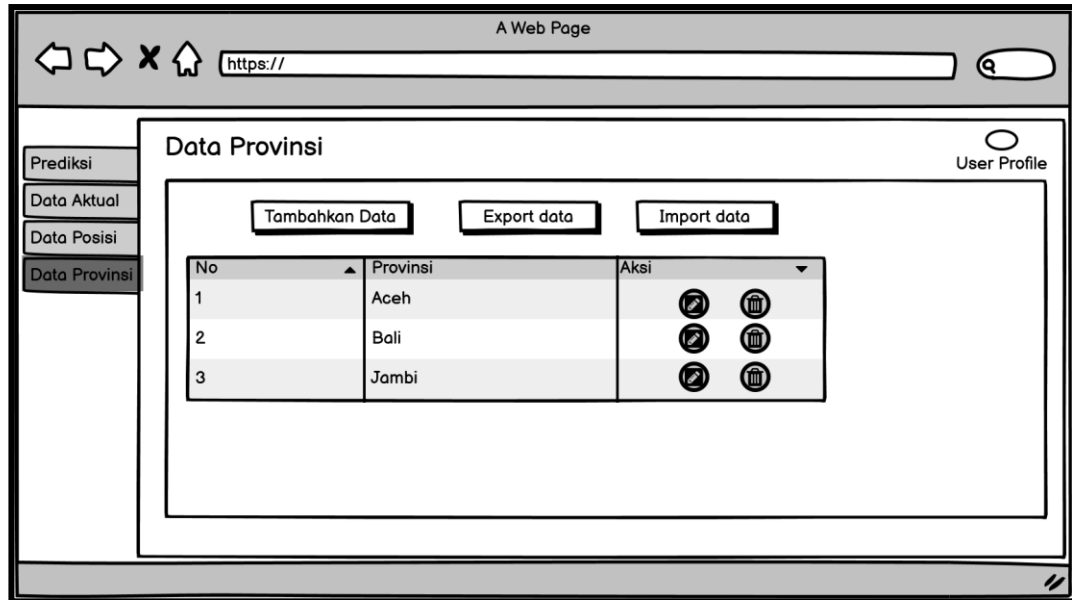 A Web Page
https://
Data Provinsi
User Profile
Prediksi
Data Aktual
Data Posisi
Data Provinsi
Tambahkan Data Export data Import data
No Provinsi Aksi
1 Aceh
2 Bali
3 Jambi